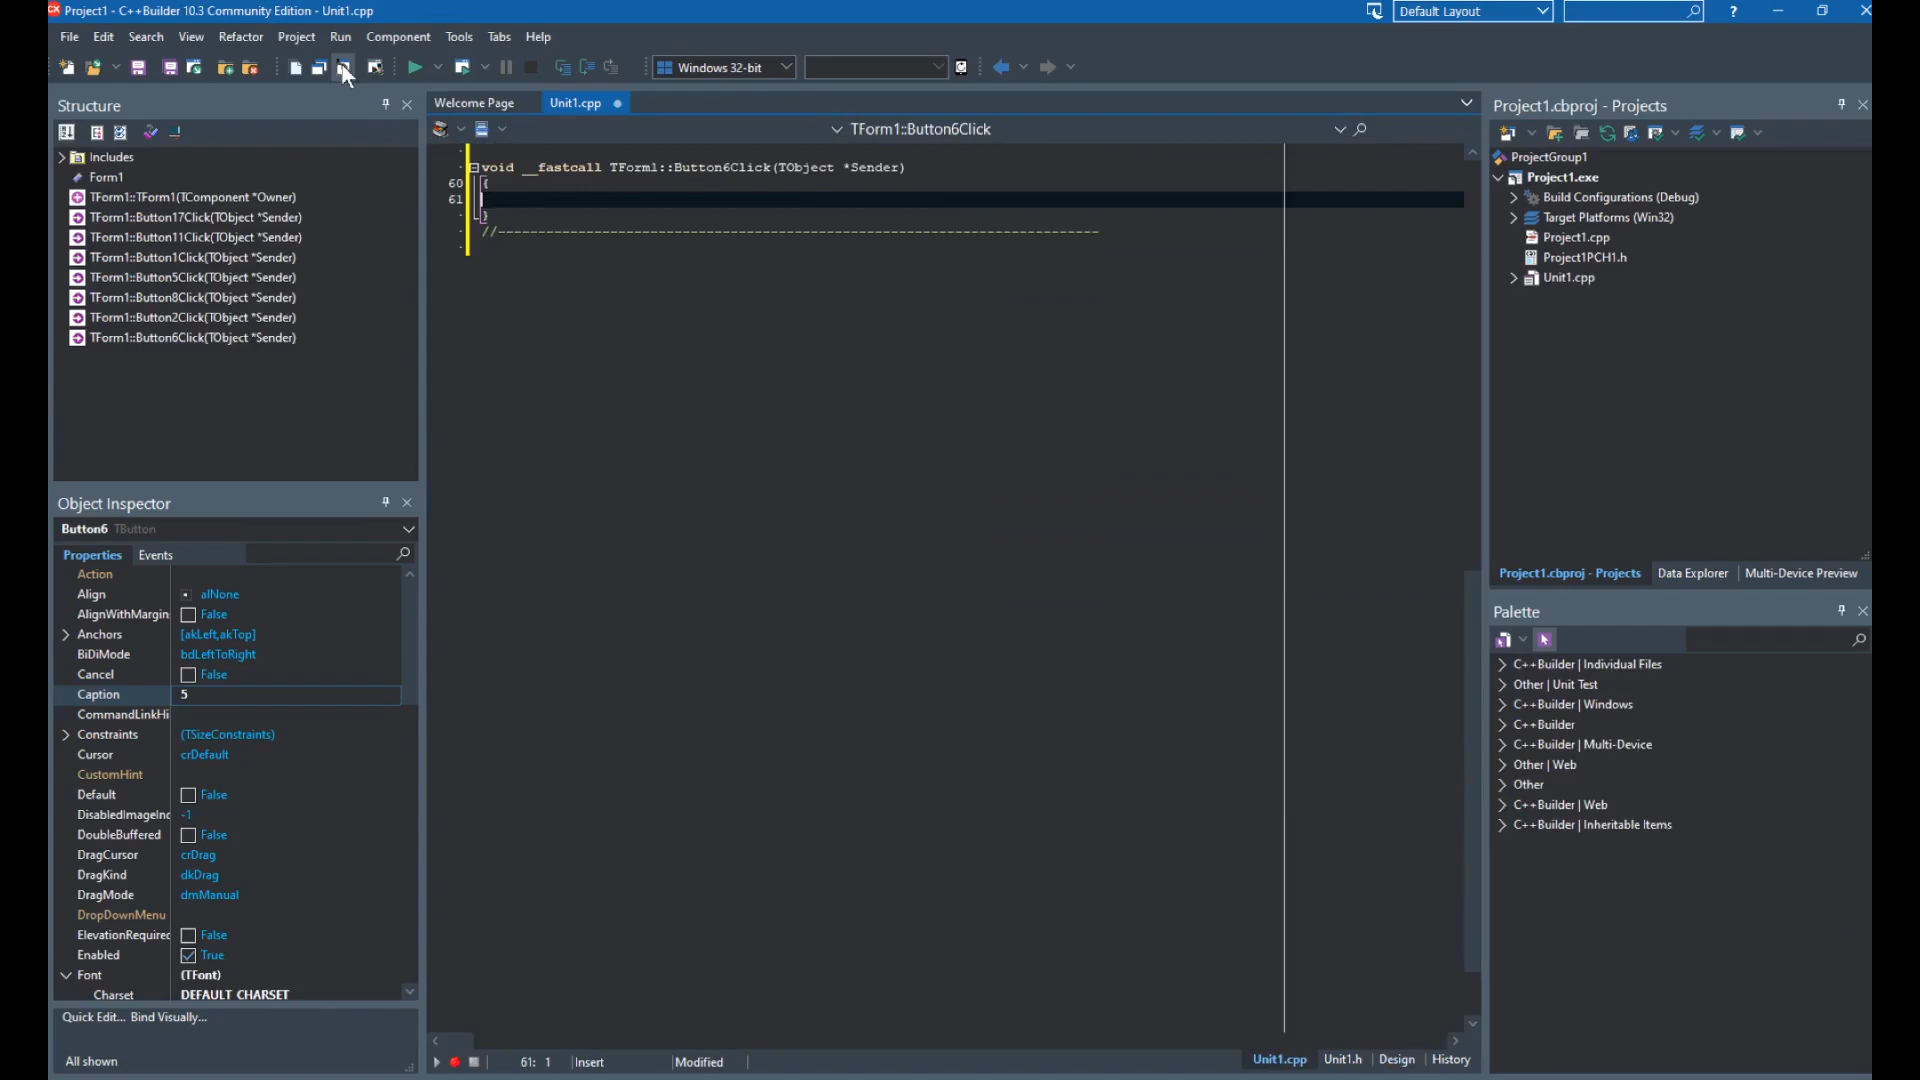 Project1 - C++Builder 10.3 Community Edition - Unit1.cpp
Default Layout
?
File Edit Search View Refactor Project Run Component Tools Tabs Help
Windows 32-bit
Structure
Includes
Form1
TForm1::TForm1(TComponent *Owner)
TForm1::Button17Click(TObject *Sender)
TForm1::Button11Click(TObject *Sender)
TForm1::Button1Click(TObject *Sender)
TForm1::Button5Click(TObject *Sender)
TForm1::Button8Click(TObject *Sender)
TForm1::Button2Click(TObject *Sender)
TForm1::Button6Click(TObject *Sender)
Object Inspector
Button6 TButton
Properties Events
Action
Align alNone
AlignWithMargin False
Anchors [akLeft,akTop]
BiDiMode bdLeftToRight
Cancel False
Caption 5
CommandLinkHi
Constraints (TSizeConstraints)
Cursor crDefault
CustomHint
Default False
DisabledImageInd -1
DoubleBuffered False
DragCursor crDrag
DragKind dkDrag
DragMode dmManual
DropDownMenu
ElevationRequired False
Enabled True
Font (TFont)
Charset DEFAULT_CHARSET
Quick Edit... Bind Visually...
All shown
Welcome Page Unit1.cpp
TForm1::Button6Click
void __fastcall TForm1::Button6Click(TObject *Sender)
60 {
61
}
//---------------------------------------------------------------------------
61: 1 Insert Modified
Unit1.cpp Unit1.h Design History
Project1.cbproj - Projects
ProjectGroup1
Project1.exe
Build Configurations (Debug)
Target Platforms (Win32)
Project1.cpp
Project1PCH1.h
Unit1.cpp
Project1.cbproj - Projects Data Explorer Multi-Device Preview
Palette
C++Builder | Individual Files
Other | Unit Test
C++Builder | Windows
C++Builder
C++Builder | Multi-Device
Other | Web
Other
C++Builder | Web
C++Builder | Inheritable Items